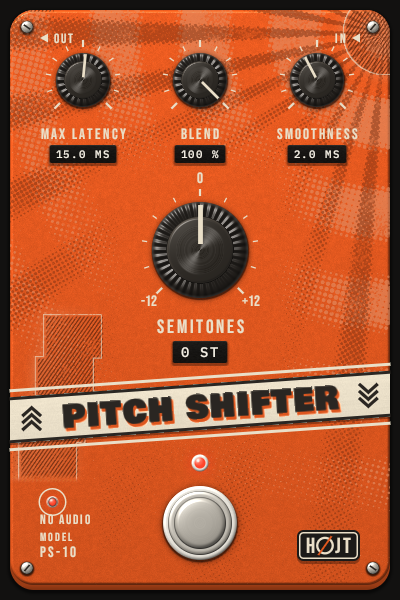 OUT
IN
MAX LATENCY
BLEND
SMOOTHNESS
15.0 MS
100 %
2.0 MS
0
-12
+12
SEMITONES
0 ST
PITCH SHIFTER
NO AUDIO
MODEL
PS-10
HØJT